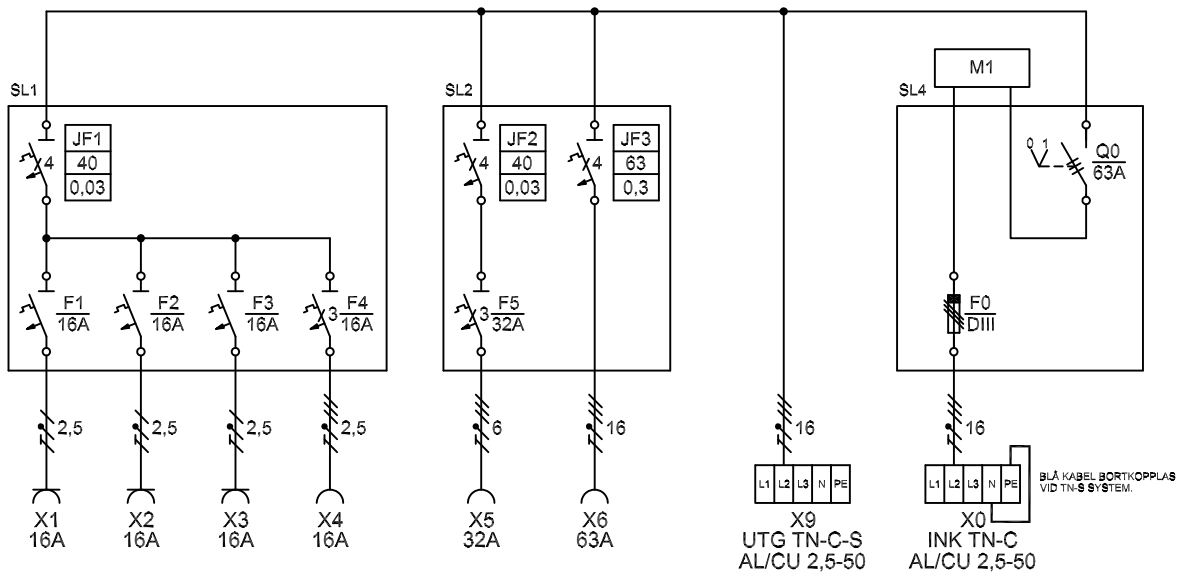 M1
SL1
SL2
SL4
JF1
40
0,03
4
JF2
40
0,03
4
JF3
63
0,3
4
0 1
Q0
63A
F1
16A
F2
16A
F3
16A
3
F4
16A
3
F5
32A
F0
DIII
2,5
2,5
2,5
2,5
6
16
16
16
L1 L2 L3 N PE
L1 L2 L3 N PE
BLÅ KABEL BORTKOPPLAS
VID TN-S SYSTEM.
X1
16A
X2
16A
X3
16A
X4
16A
X5
32A
X6
63A
X9
UTG TN-C-S
AL/CU 2,5-50
X0
INK TN-C
AL/CU 2,5-50